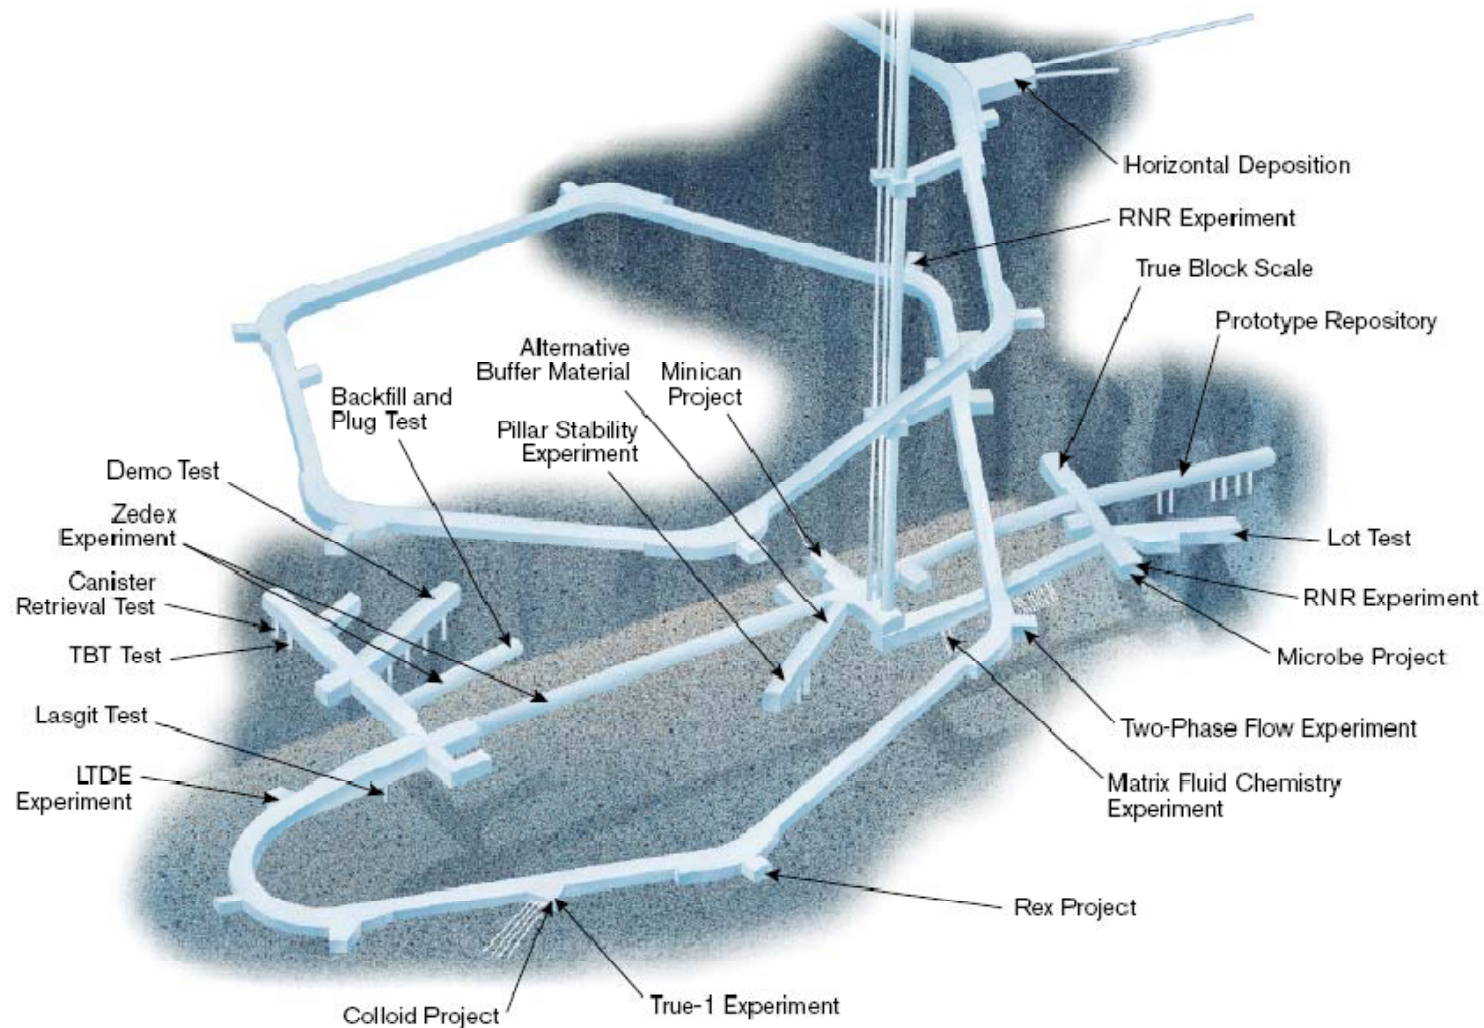 Horizontal Deposition
RNR Experiment
True Block Scale
Prototype Repository
Alternative
Buffer Material
Minican
Project
Backfill and
Plug Test
Pillar Stability
Experiment
Demo Test
Zedex
Experiment
Canister
Retrieval Test
TBT Test
Lasgit Test
LTDE
Experiment
Lot Test
RNR Experiment
Microbe Project
Two-Phase Flow Experiment
Matrix Fluid Chemistry
Experiment
Rex Project
True-1 Experiment
Colloid Project